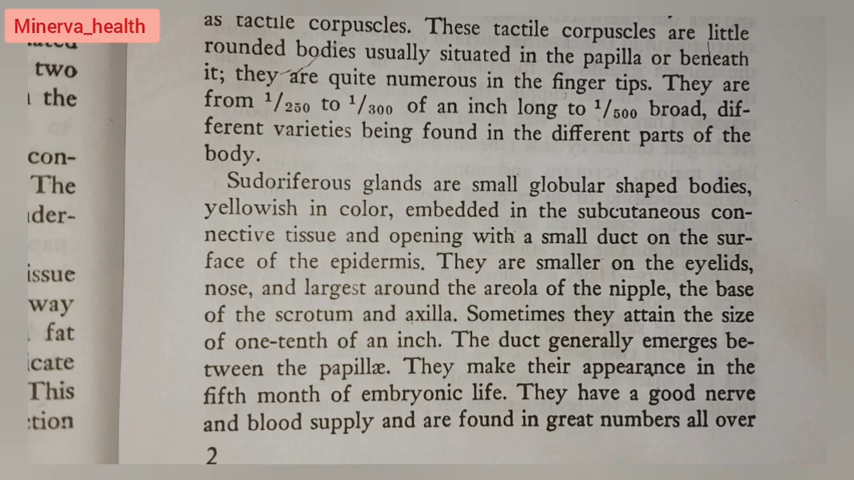 Minerva_health
two
the
con-
The
issue
way
fat
icate
This
ction
as tactile corpuscles. These tactile corpuscles are little
rounded bodies usually situated in the papilla or beneath
it; they are quite numerous in the finger tips. They are
from 1/250 to 1/300 of an inch long to 1/500 broad, dif-
ferent varieties being found in the different parts of the
body.
Sudoriferous glands are small globular shaped bodies,
yellowish in color, embedded in the subcutaneous con-
nective tissue and opening with a small duct on the sur-
face of the epidermis. They are smaller on the eyelids,
nose, and largest around the areola of the nipple, the base
of the scrotum and axilla. Sometimes they attain the size
of one-tenth of an inch. The duct generally emerges be-
tween the papillæ. They make their appearance in the
fifth month of embryonic life. They have a good nerve
and blood supply and are found in great numbers all over
2